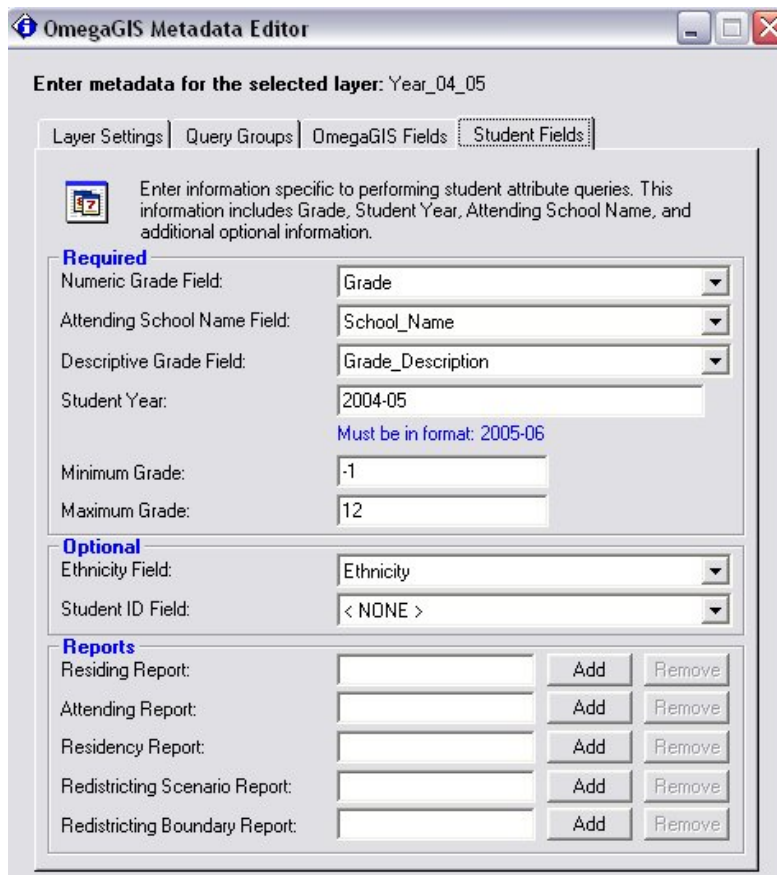 OmegaGIS Metadata Editor
Enter metadata for the selected layer: Year_04_05
Layer Settings Query Groups OmegaGIS Fields Student Fields
Enter information specific to performing student attribute queries. This
information includes Grade, Student Year, Attending School Name, and
additional optional information.
Required
Numeric Grade Field: Grade
Attending School Name Field: School_Name
Descriptive Grade Field: Grade_Description
Student Year: 2004-05
Must be in format: 2005-06
Minimum Grade: -1
Maximum Grade: 12
Optional
Ethnicity Field: Ethnicity
Student ID Field: < NONE >
Reports
Residing Report: Add Remove
Attending Report: Add Remove
Residency Report: Add Remove
Redistricting Scenario Report: Add Remove
Redistricting Boundary Report: Add Remove